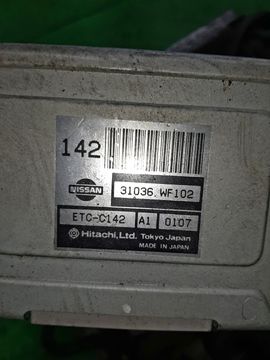 142
NISSAN
31036 WF102
ETC-C142 A1 0107
Hitachi, Ltd. Tokyo Japan
MADE IN JAPAN